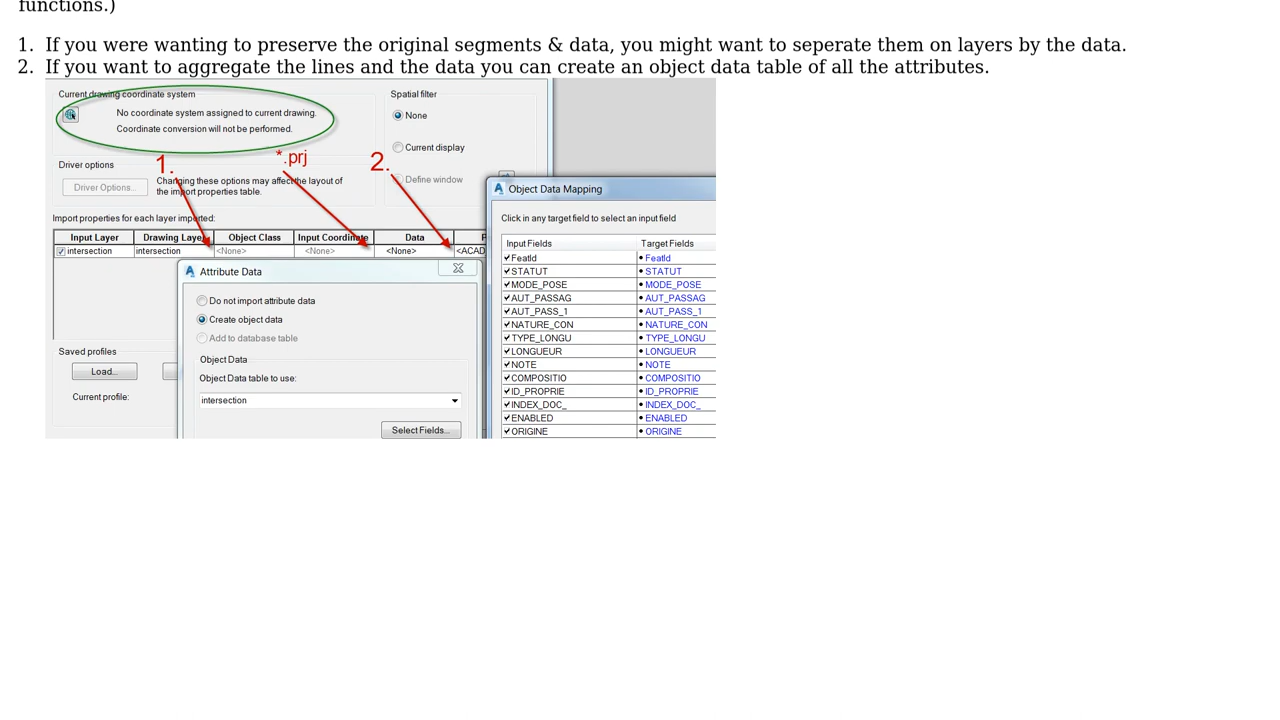 functions.)
1. If you were wanting to preserve the original segments & data, you might want to seperate them on layers by the data.
2. If you want to aggregate the lines and the data you can create an object data table of all the attributes.
Current drawing coordinate system
No coordinate system assigned to current drawing.
Coordinate conversion will not be performed.
Spatial filter
None
Current display
Define window
1.
*.prj
2.
Driver options
Driver Options...
Changing these options may affect the layout of
the import properties table.
Import properties for each layer imported:
Input Layer Drawing Layer Object Class Input Coordinate Data
intersection intersection <None> <None> <None> <ACAD
Saved profiles
Load...
Current profile:
Attribute Data
Do not import attribute data
Create object data
Add to database table
Object Data
Object Data table to use:
intersection
Select Fields...
Object Data Mapping
Click in any target field to select an input field
Input Fields Target Fields
FeatId FeatId
STATUT STATUT
MODE_POSE MODE_POSE
AUT_PASSAG AUT_PASSAG
AUT_PASS_1 AUT_PASS_1
NATURE_CON NATURE_CON
TYPE_LONGU TYPE_LONGU
LONGUEUR LONGUEUR
NOTE NOTE
COMPOSITIO COMPOSITIO
ID_PROPRIE ID_PROPRIE
INDEX_DOC_ INDEX_DOC_
ENABLED ENABLED
ORIGINE ORIGINE